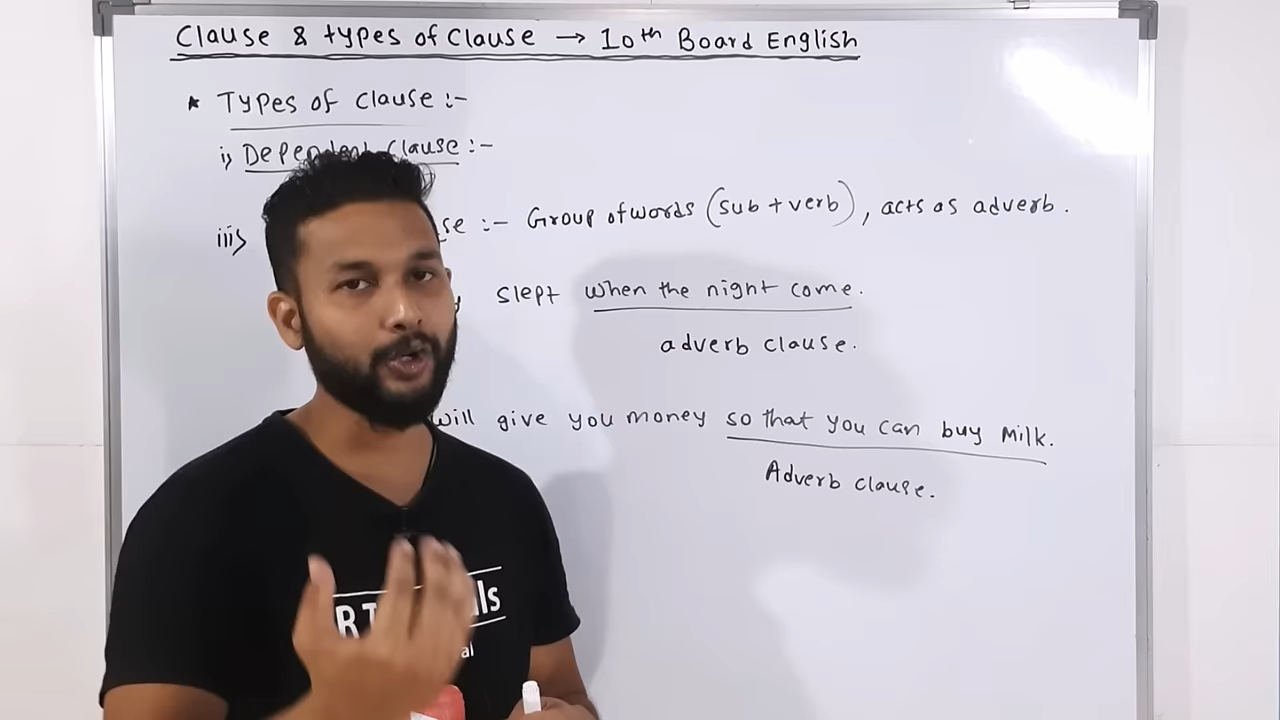 Clause & types of Clause → 10th Board English
* Types of clause :-
i) Dependent Clause :-
iii) :- Group of words (sub + verb), acts as adverb.
slept when the night come.
adverb clause.
will give you money so that you can buy milk.
Adverb clause.